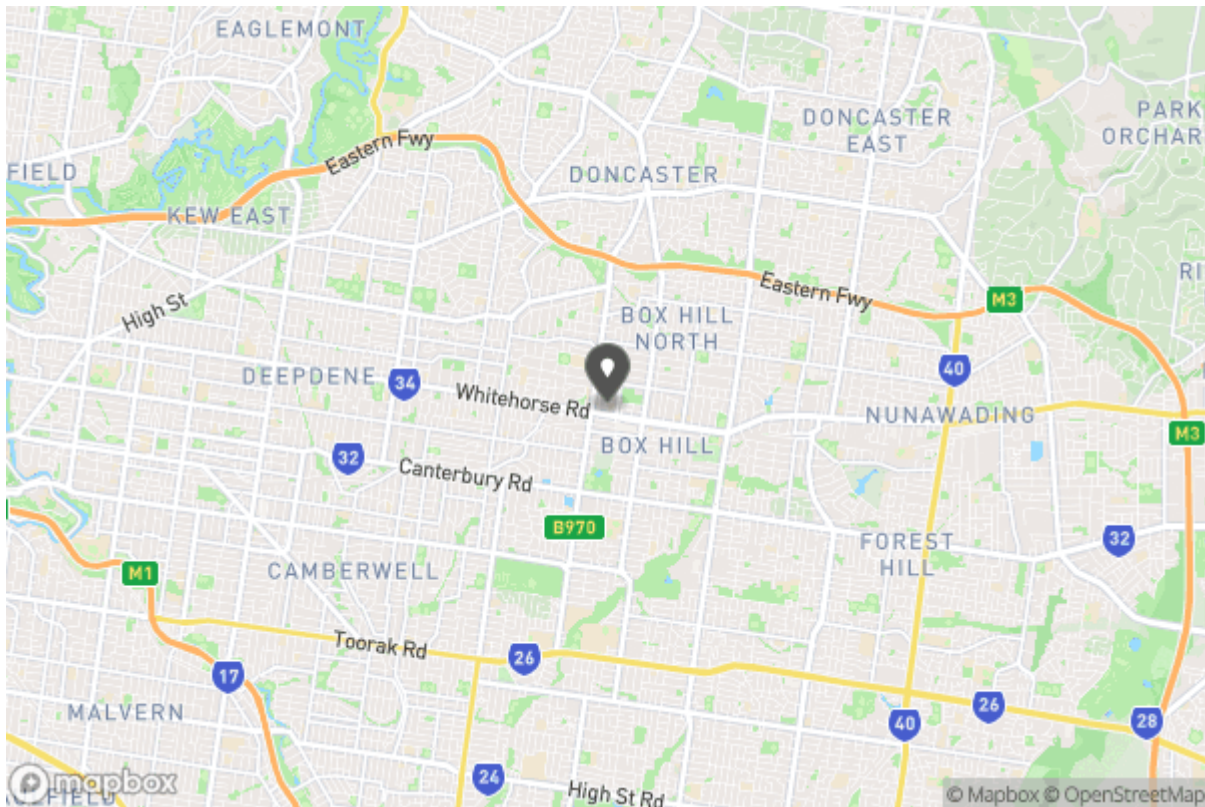 EAGLEMONT
DONCASTER
EAST
PARK
ORCHAR
Eastern Fwy
FIELD
DONCASTER
KEW EAST
RI
Eastern Fwy
M3
High St
BOX HILL
NORTH
DEEPDENE
34
40
Whitehorse Rd
NUNAWADING
M3
BOX HILL
32
Canterbury Rd
B970
32
FOREST
HILL
M1
CAMBERWELL
Toorak Rd
26
17
26
MALVERN
40
28
24
mapbox
High St Rd
© Mapbox © OpenStreetMap